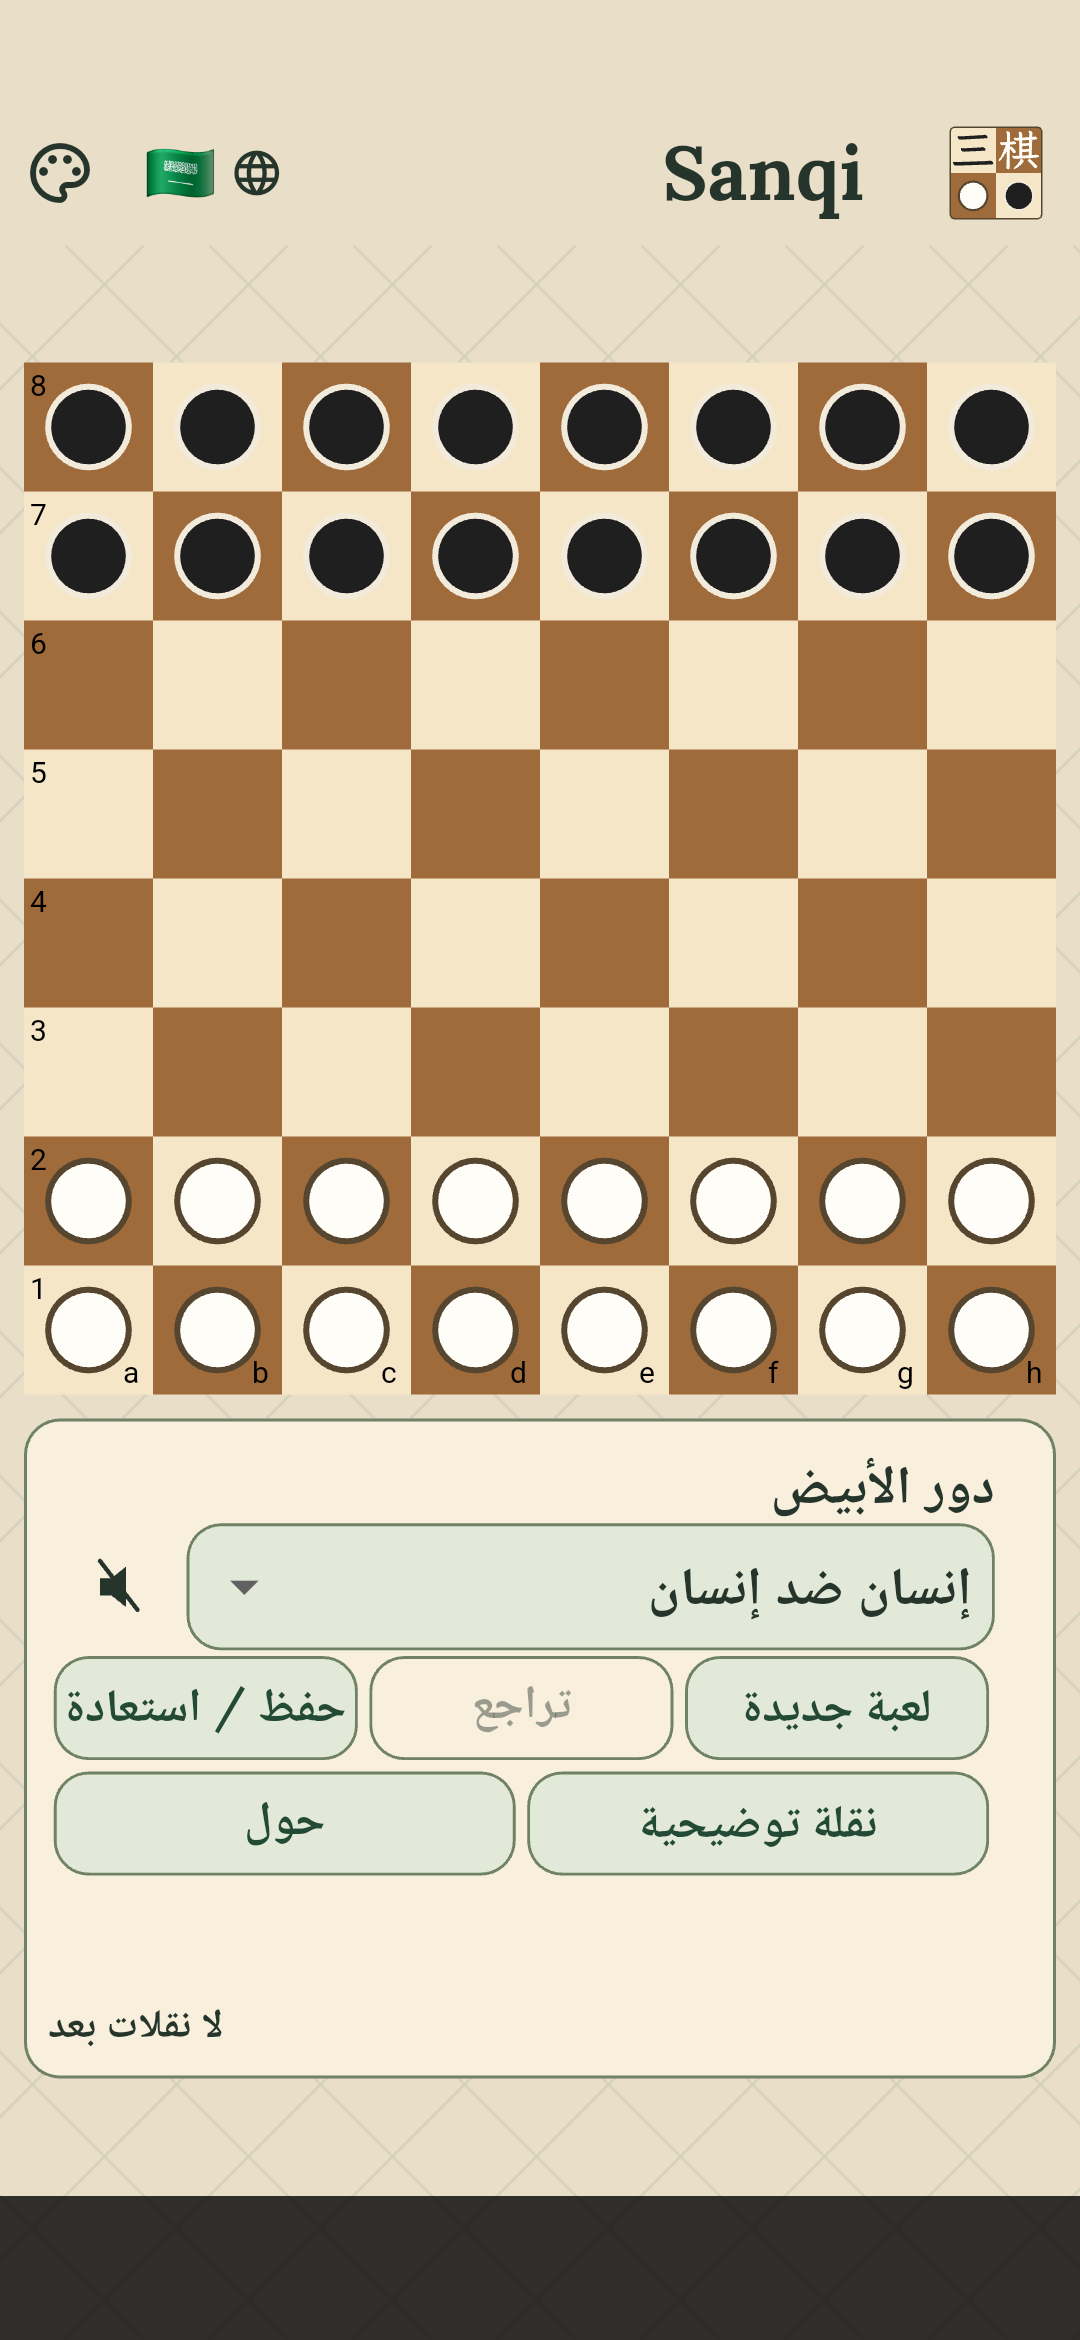 Sanqi
三棋
8
7
6
5
4
3
2
1
a b c d e f g h
دور الأبيض
إنسان ضد إنسان
لعبة جديدة
تراجع
حفظ / استعادة
نقلة توضيحية
حول
لا نقلات بعد